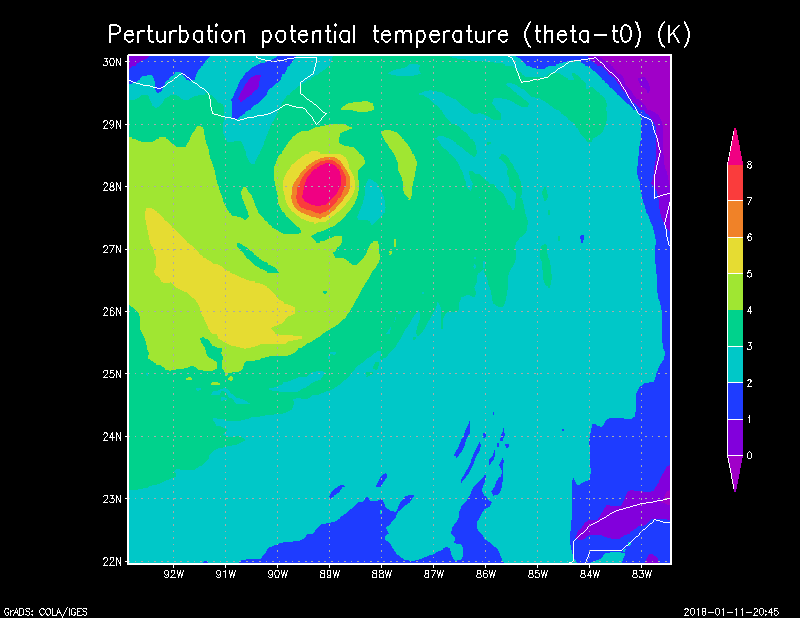 Perturbation potential temperature (theta-t0) (K)
30N
29N
28N
27N
26N
25N
24N
23N
22N
92W 91W 90W 89W 88W 87W 86W 85W 84W 83W
8
7
6
5
4
3
2
1
0
GrADS: COLA/IGES
2018-01-11-20:45